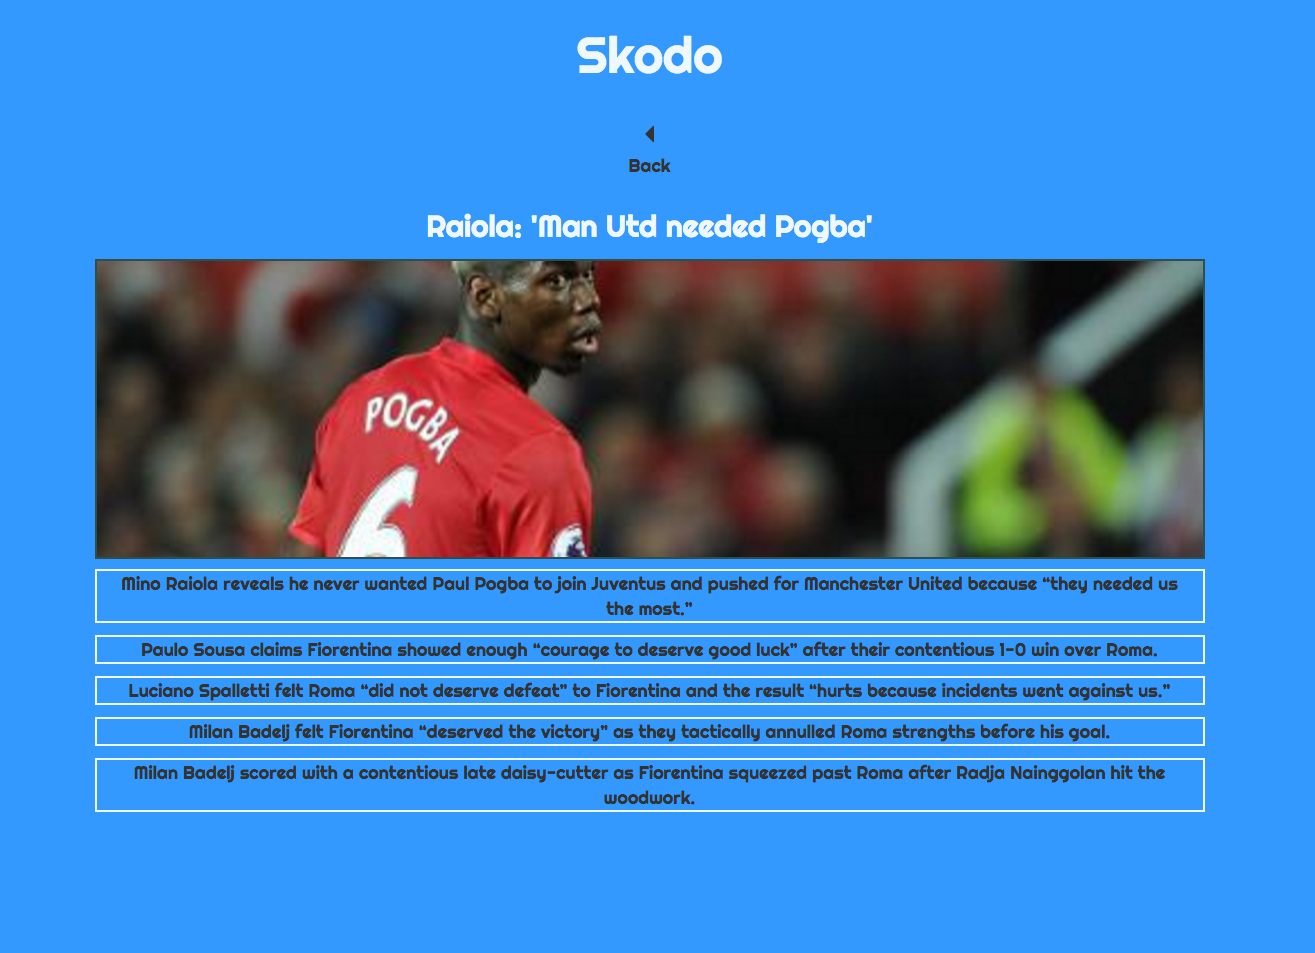 Skodo
Back
Raiola: 'Man Utd needed Pogba'
POGBA
6
Mino Raiola reveals he never wanted Paul Pogba to join Juventus and pushed for Manchester United because “they needed us
the most.”
Paulo Sousa claims Fiorentina showed enough “courage to deserve good luck” after their contentious 1-0 win over Roma.
Luciano Spalletti felt Roma “did not deserve defeat” to Fiorentina and the result “hurts because incidents went against us.”
Milan Badelj felt Fiorentina “deserved the victory” as they tactically annulled Roma strengths before his goal.
Milan Badelj scored with a contentious late daisy-cutter as Fiorentina squeezed past Roma after Radja Nainggolan hit the
woodwork.